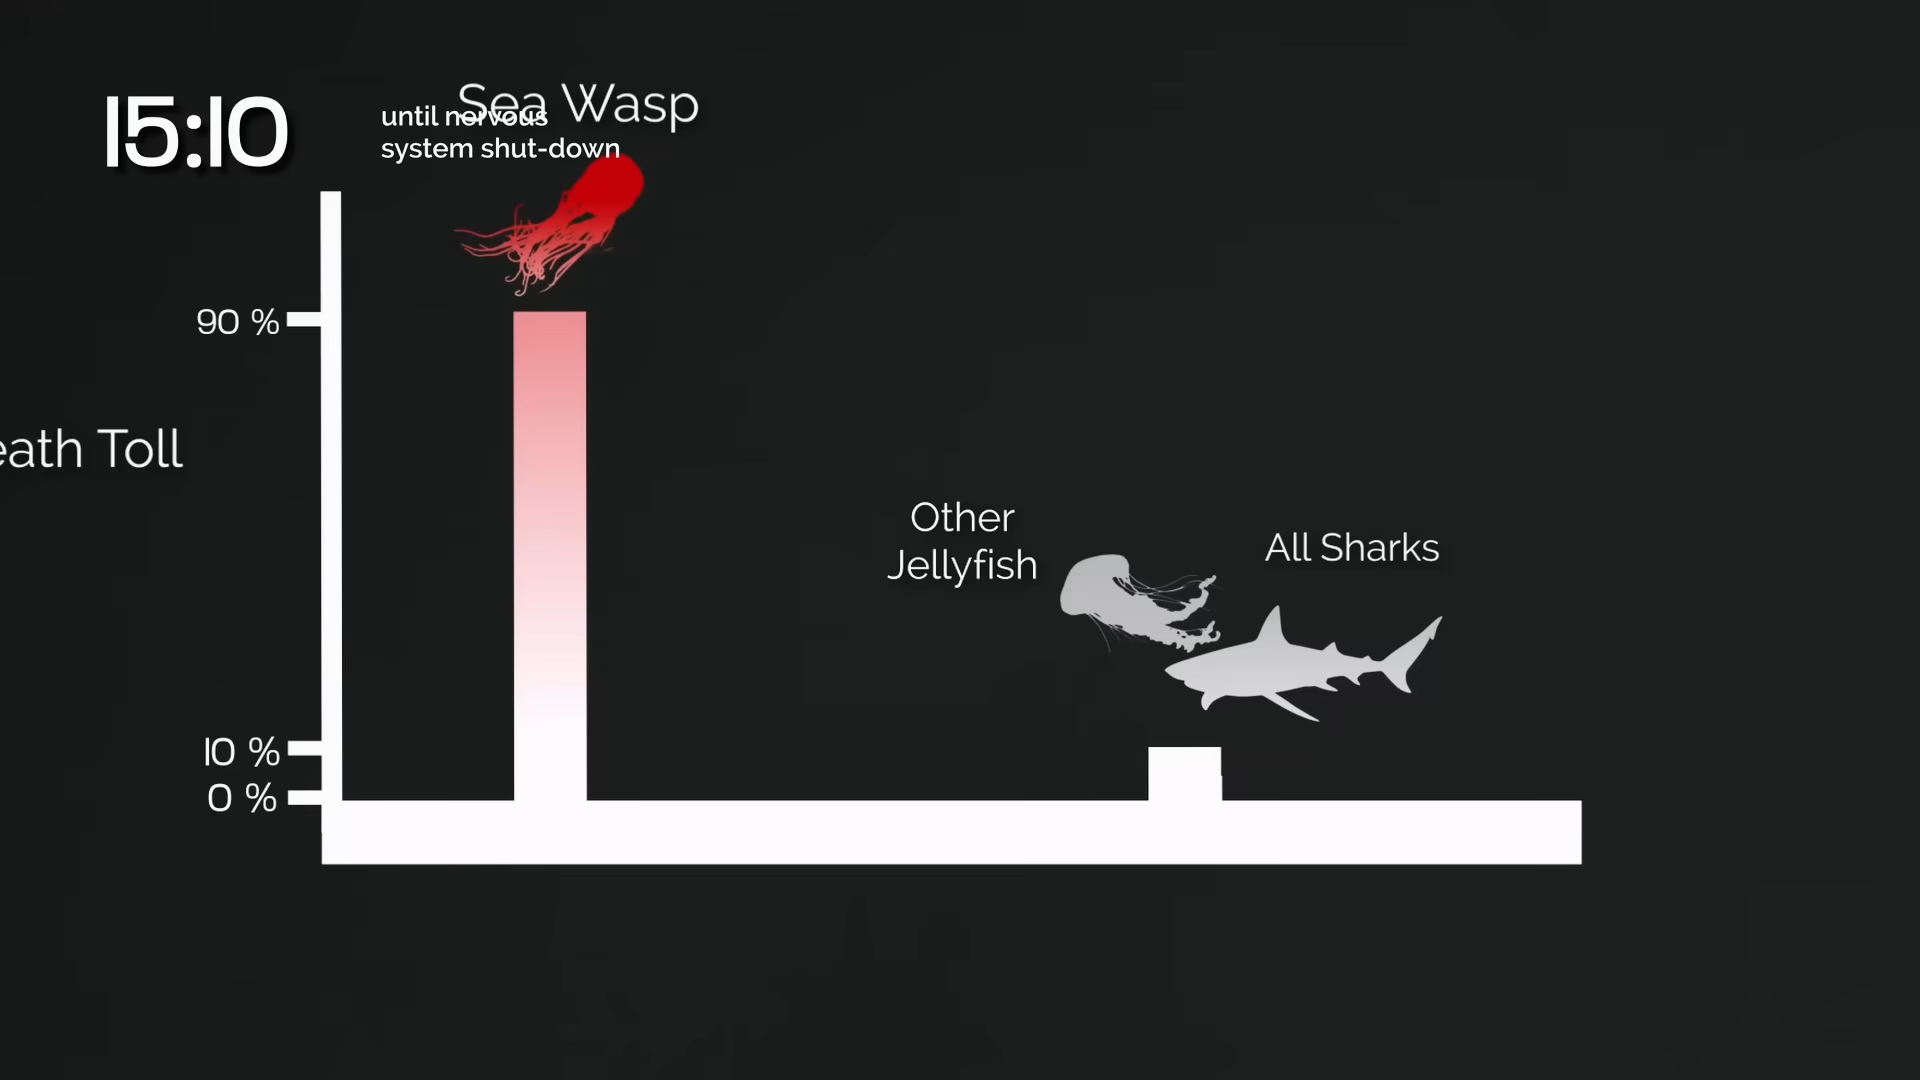 15:10
until nervous
system shut-down
Sea Wasp
90 %
eath Toll
Other
Jellyfish
All Sharks
10 %
0 %